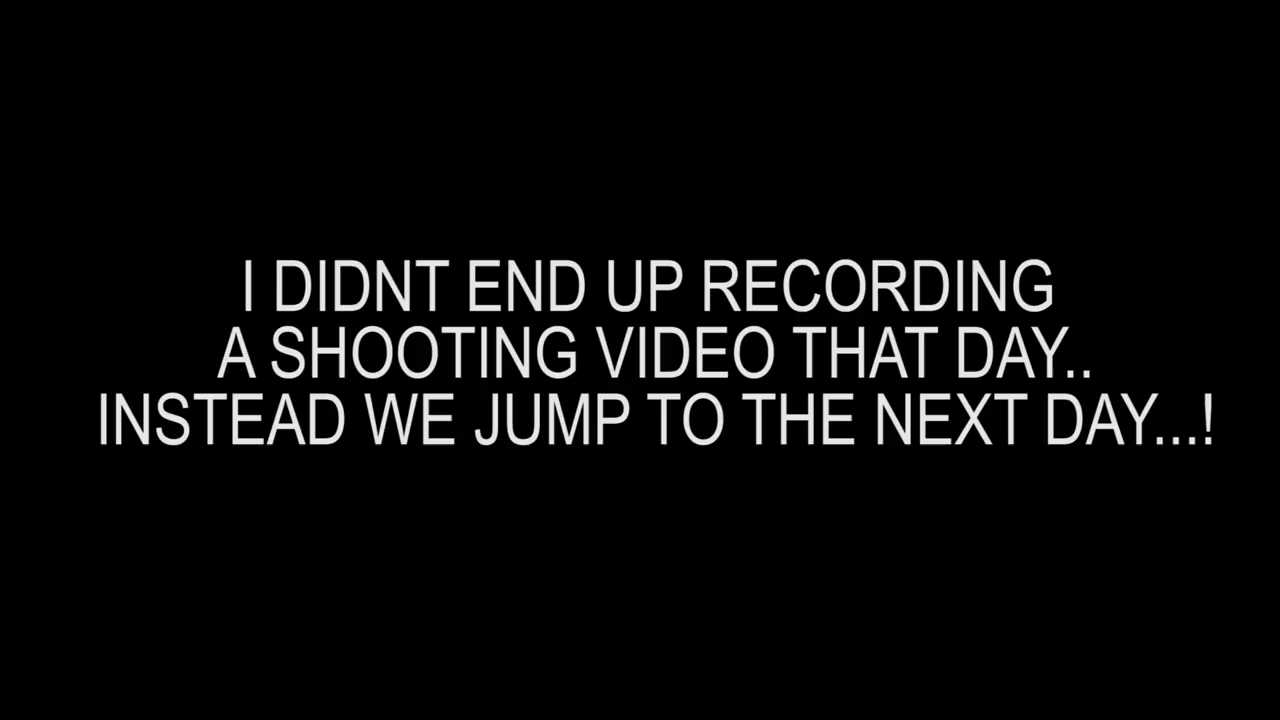 I DIDNT END UP RECORDING
A SHOOTING VIDEO THAT DAY..
INSTEAD WE JUMP TO THE NEXT DAY...!